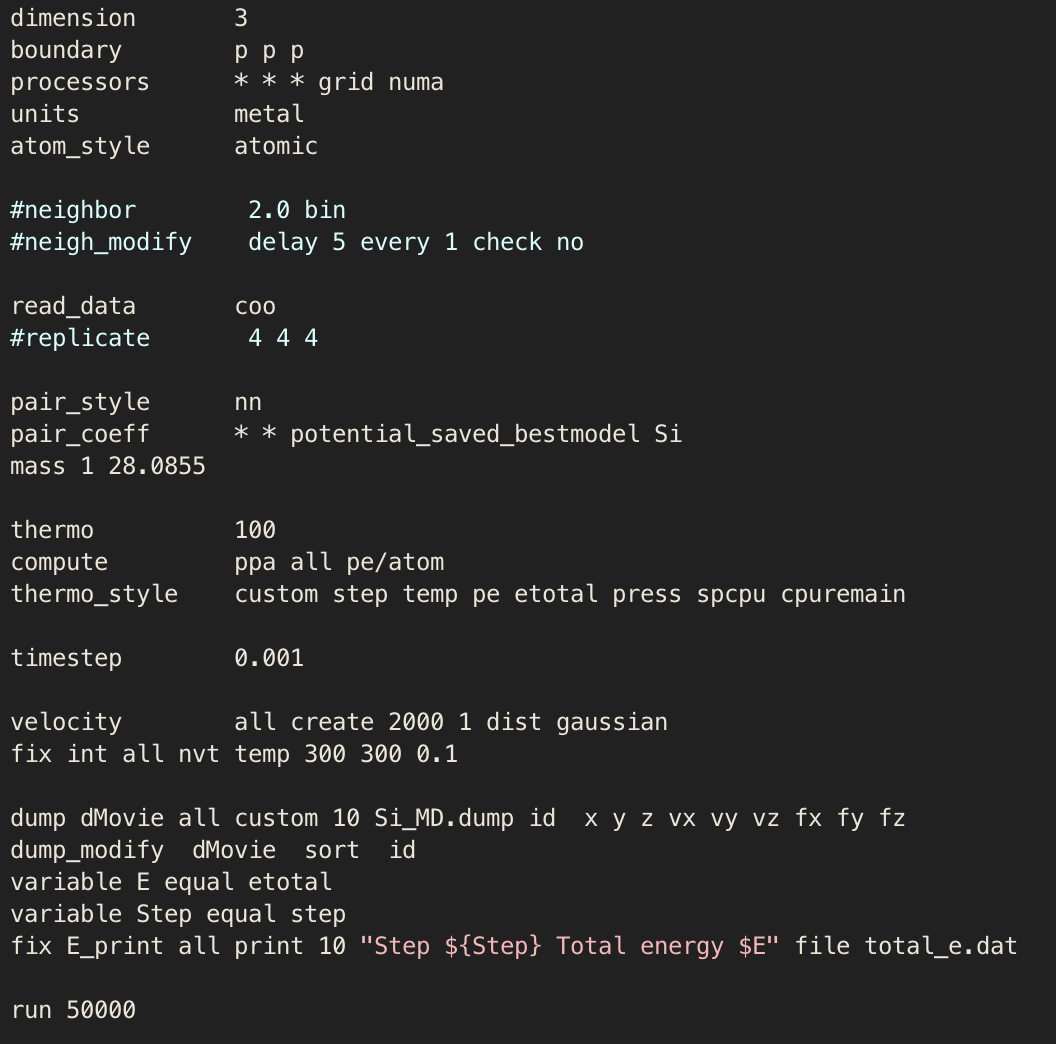 dimension       3
boundary        p p p
processors      * * * grid numa
units           metal
atom_style      atomic
#neighbor        2.0 bin
#neigh_modify    delay 5 every 1 check no
read_data       coo
#replicate       4 4 4
pair_style      nn
pair_coeff      * * potential_saved_bestmodel Si
mass 1 28.0855
thermo          100
compute         ppa all pe/atom
thermo_style    custom step temp pe etotal press spcpu cpuremain
timestep        0.001
velocity        all create 2000 1 dist gaussian
fix int all nvt temp 300 300 0.1
dump dMovie all custom 10 Si_MD.dump id  x y z vx vy vz fx fy fz
dump_modify  dMovie  sort  id
variable E equal etotal
variable Step equal step
fix E_print all print 10 "Step ${Step} Total energy $E" file total_e.dat
run 50000